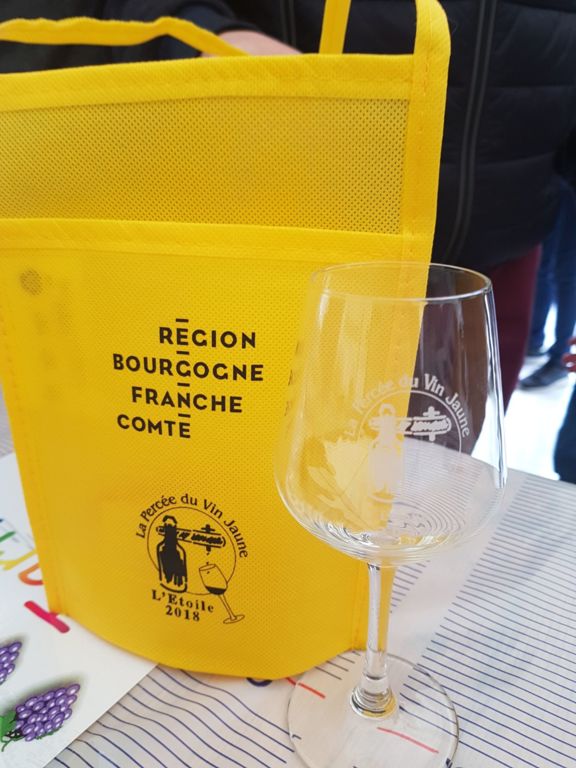 RÉGION
BOURGOGNE
FRANCHE
COMTÉ
La Percée du Vin Jaune
L'Etoile
2018
La Percée du Vin Jaune